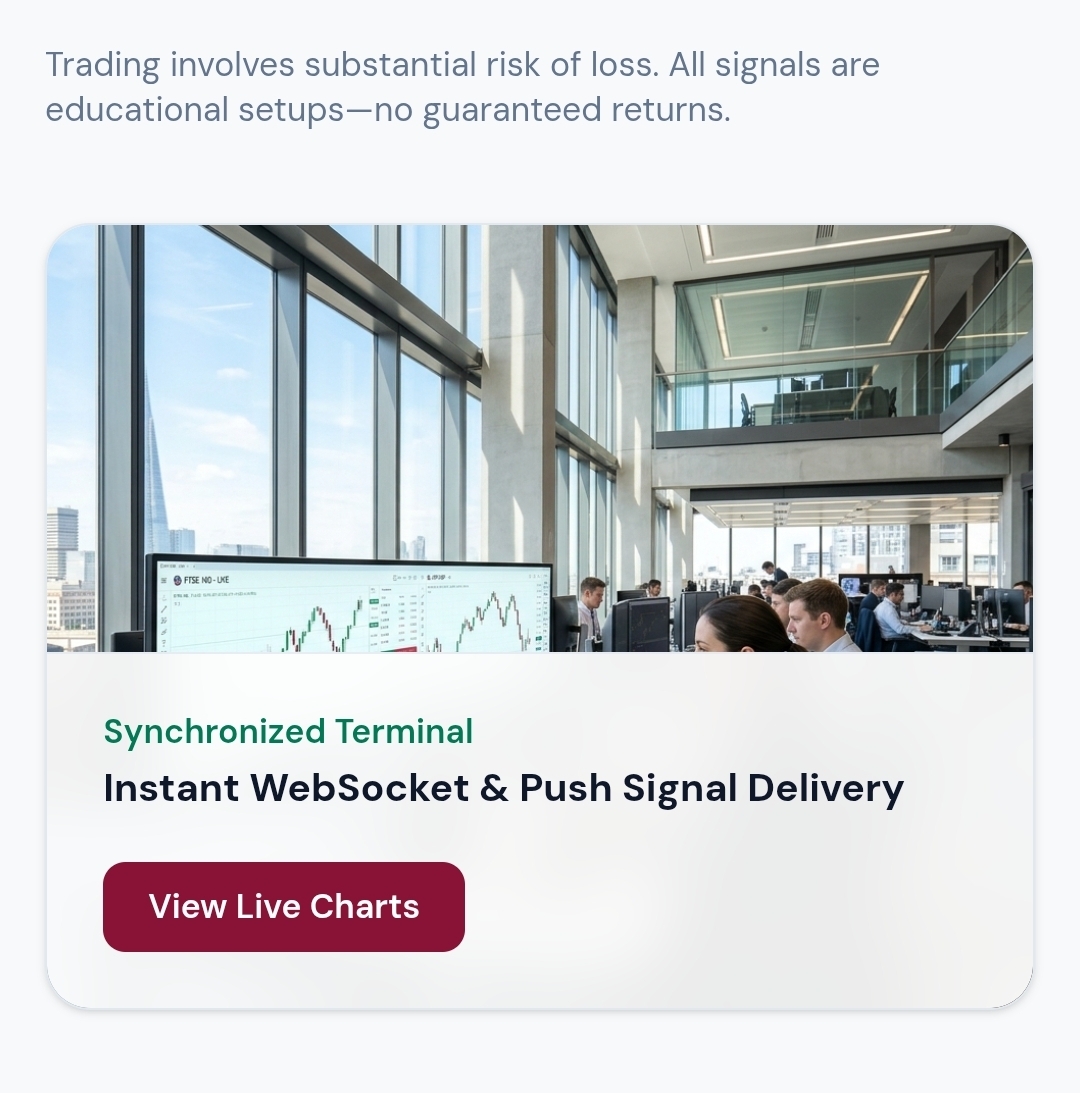 Trading involves substantial risk of loss. All signals are
educational setups—no guaranteed returns.
Synchronized Terminal
Instant WebSocket & Push Signal Delivery
View Live Charts